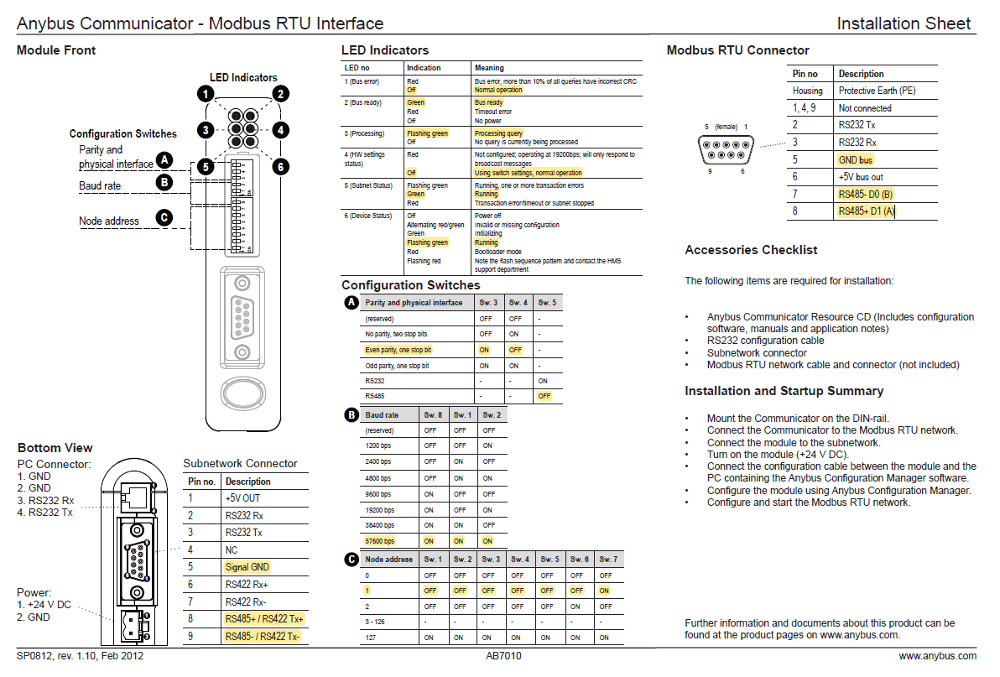 Anybus Communicator - Modbus RTU Interface
Installation Sheet
Module Front
LED Indicators
1
2
3
4
5
6
Configuration Switches
Parity and
physical interface A
Baud rate B
Node address C
Bottom View
PC Connector:
1. GND
2. GND
3. RS232 Rx
4. RS232 Tx
Power:
1. +24 V DC
2. GND
Subnetwork Connector
Pin no. Description
1 +5V OUT
2 RS232 Rx
3 RS232 Tx
4 NC
5 Signal GND
6 RS422 Rx+
7 RS422 Rx-
8 RS485+ / RS422 Tx+
9 RS485- / RS422 Tx-
LED Indicators
LED no Indication Meaning
1 (Bus error) Red Bus error, more than 10% of all queries have incorrect CRC
Off Normal operation
2 (Bus ready) Green Bus ready
Red Timeout error
Off No power
3 (Processing) Flashing green Processing query
Off No query is currently being processed
4 (HW settings Red Not configured; operating at 19200bps; will only respond to
status) broadcast messages
Off Using switch settings, normal operation
5 (Subnet Status) Flashing green Running, one or more transaction errors
Green Running
Red Transaction error/timeout or subnet stopped
6 (Device Status) Off Power off
Alternating red/green Invalid or missing configuration
Green Initializing
Flashing green Running
Red Bootloader mode
Flashing red Note the flash sequence pattern and contact the HMS
support department
Configuration Switches
A Parity and physical interface Sw. 3 Sw. 4 Sw. 5
(reserved) OFF OFF -
No parity, two stop bits OFF ON -
Even parity, one stop bit ON OFF -
Odd parity, one stop bit ON ON -
RS232 - - ON
RS485 - - OFF
B Baud rate Sw. 8 Sw. 1 Sw. 2
(reserved) OFF OFF OFF
1200 bps OFF OFF ON
2400 bps OFF ON OFF
4800 bps OFF ON ON
9600 bps ON OFF OFF
19200 bps ON OFF ON
38400 bps ON ON OFF
57600 bps ON ON ON
C Node address Sw. 1 Sw. 2 Sw. 3 Sw. 4 Sw. 5 Sw. 6 Sw. 7
0 OFF OFF OFF OFF OFF OFF OFF
1 OFF OFF OFF OFF OFF OFF ON
2 OFF OFF OFF OFF OFF ON OFF
3 - 126 - - - - - - -
127 ON ON ON ON ON ON ON
Modbus RTU Connector
5 (female) 1
9 6
Pin no Description
Housing Protective Earth (PE)
1, 4, 9 Not connected
2 RS232 Tx
3 RS232 Rx
5 GND bus
6 +5V bus out
7 RS485- D0 (B)
8 RS485+ D1 (A)
Accessories Checklist
The following items are required for installation:
• Anybus Communicator Resource CD (Includes configuration
software, manuals and application notes)
• RS232 configuration cable
• Subnetwork connector
• Modbus RTU network cable and connector (not included)
Installation and Startup Summary
• Mount the Communicator on the DIN-rail.
• Connect the Communicator to the Modbus RTU network.
• Connect the module to the subnetwork.
• Turn on the module (+24 V DC).
• Connect the configuration cable between the module and the
PC containing the Anybus Configuration Manager software.
• Configure the module using Anybus Configuration Manager.
• Configure and start the Modbus RTU network.
Further information and documents about this product can be
found at the product pages on www.anybus.com.
SP0812, rev. 1.10, Feb 2012
AB7010
www.anybus.com